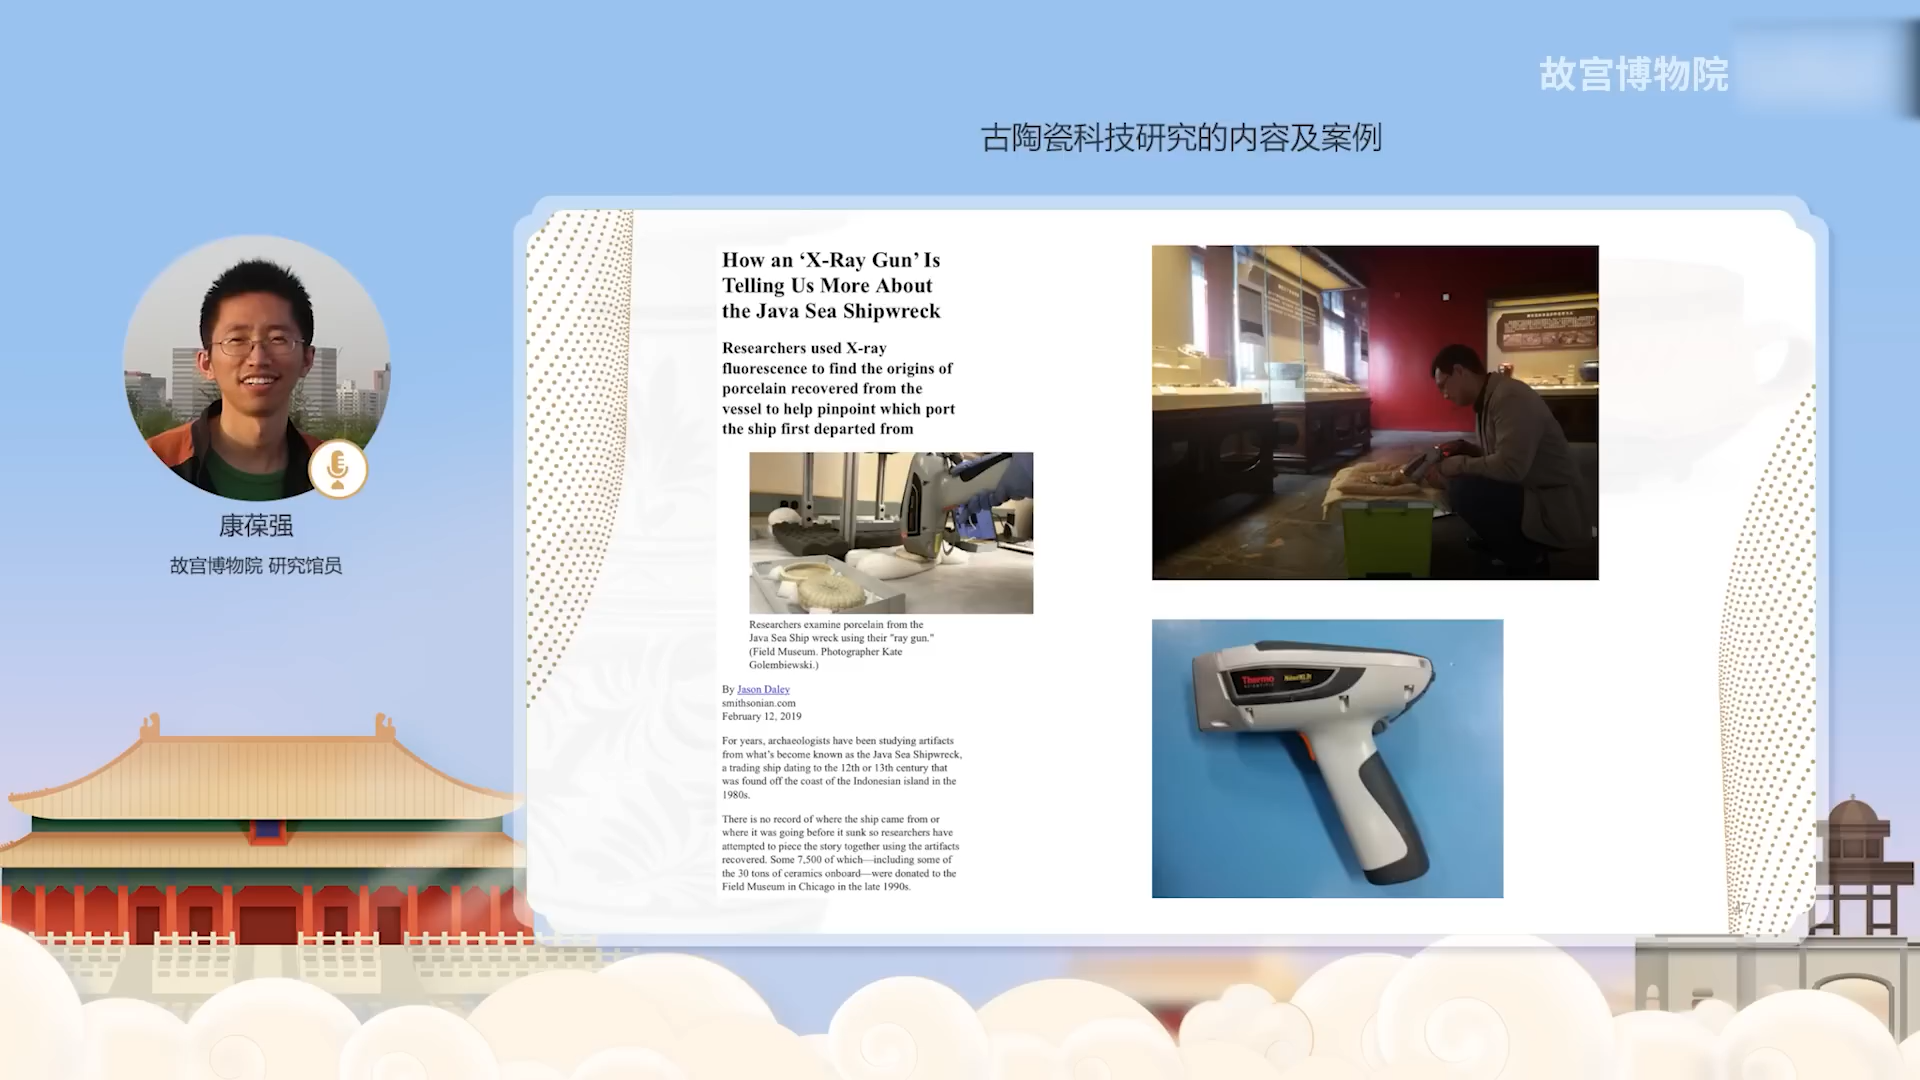 故宫博物院
古陶瓷科技研究的内容及案例
康葆强
故宫博物院 研究馆员
How an ‘X-Ray Gun’ Is
Telling Us More About
the Java Sea Shipwreck
Researchers used X-ray
fluorescence to find the origins of
porcelain recovered from the
vessel to help pinpoint which port
the ship first departed from
Researchers examine porcelain from the
Java Sea Ship wreck using their "ray gun."
(Field Museum. Photographer Kate
Golembiewski.)
By Jason Daley
smithsonian.com
February 12, 2019
For years, archaeologists have been studying artifacts
from what’s become known as the Java Sea Shipwreck,
a trading ship dating to the 12th or 13th century that
was found off the coast of the Indonesian island in the
1980s.
There is no record of where the ship came from or
where it was going before it sunk so researchers have
attempted to piece the story together using the artifacts
recovered. Some 7,500 of which—including some of
the 30 tons of ceramics onboard—were donated to the
Field Museum in Chicago in the late 1990s.
Thermo
SCIENTIFIC